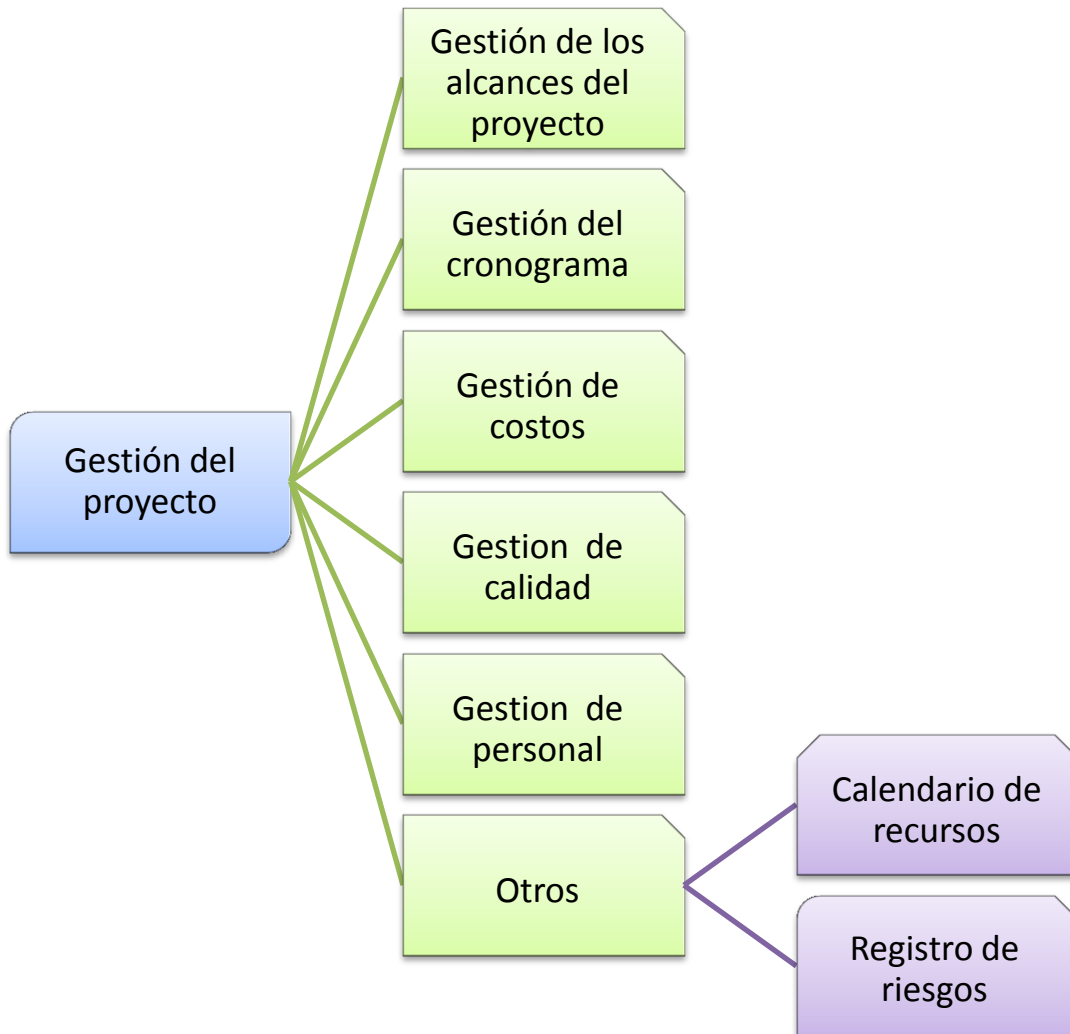 Gestión de los
alcances del
proyecto
Gestión del
cronograma
Gestión de
costos
Gestión del
proyecto
Gestion  de
calidad
Gestion  de
personal
Otros
Calendario de
recursos
Registro de
riesgos